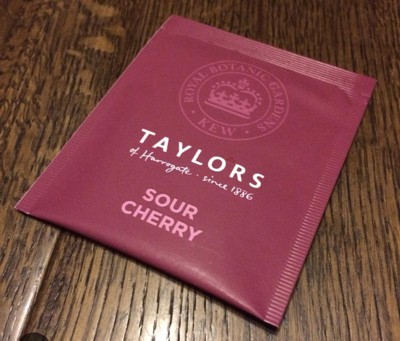 ROYAL BOTANIC GARDENS
• KEW •
TAYLORS
of Harrogate • since 1886
SOUR
CHERRY